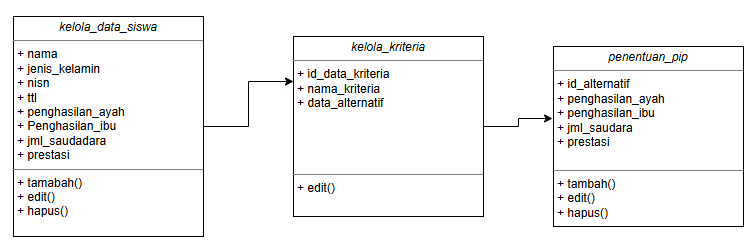 kelola_data_siswa
+ nama
+ jenis_kelamin
+ nisn
+ ttl
+ penghasilan_ayah
+ Penghasilan_ibu
+ jml_saudadara
+ prestasi
+ tamabah()
+ edit()
+ hapus()
kelola_kriteria
+ id_data_kriteria
+ nama_kriteria
+ data_alternatif
+ edit()
penentuan_pip
+ id_alternatif
+ penghasilan_ayah
+ penghasilan_ibu
+ jml_saudara
+ prestasi
+ tambah()
+ edit()
+ hapus()